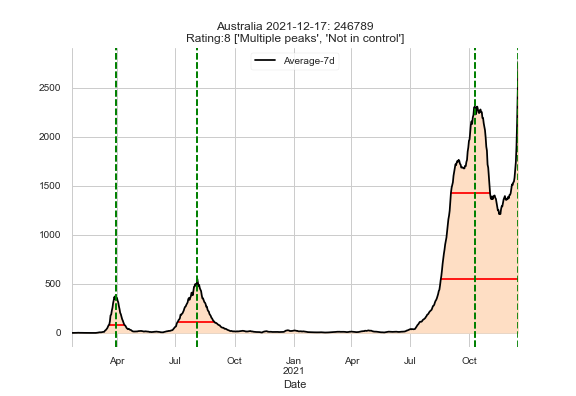 Australia 2021-12-17: 246789
Rating:8 ['Multiple peaks', 'Not in control']
Average-7d
2500
2000
1500
1000
500
0
Apr Jul Oct Jan Apr Jul Oct
2021
Date